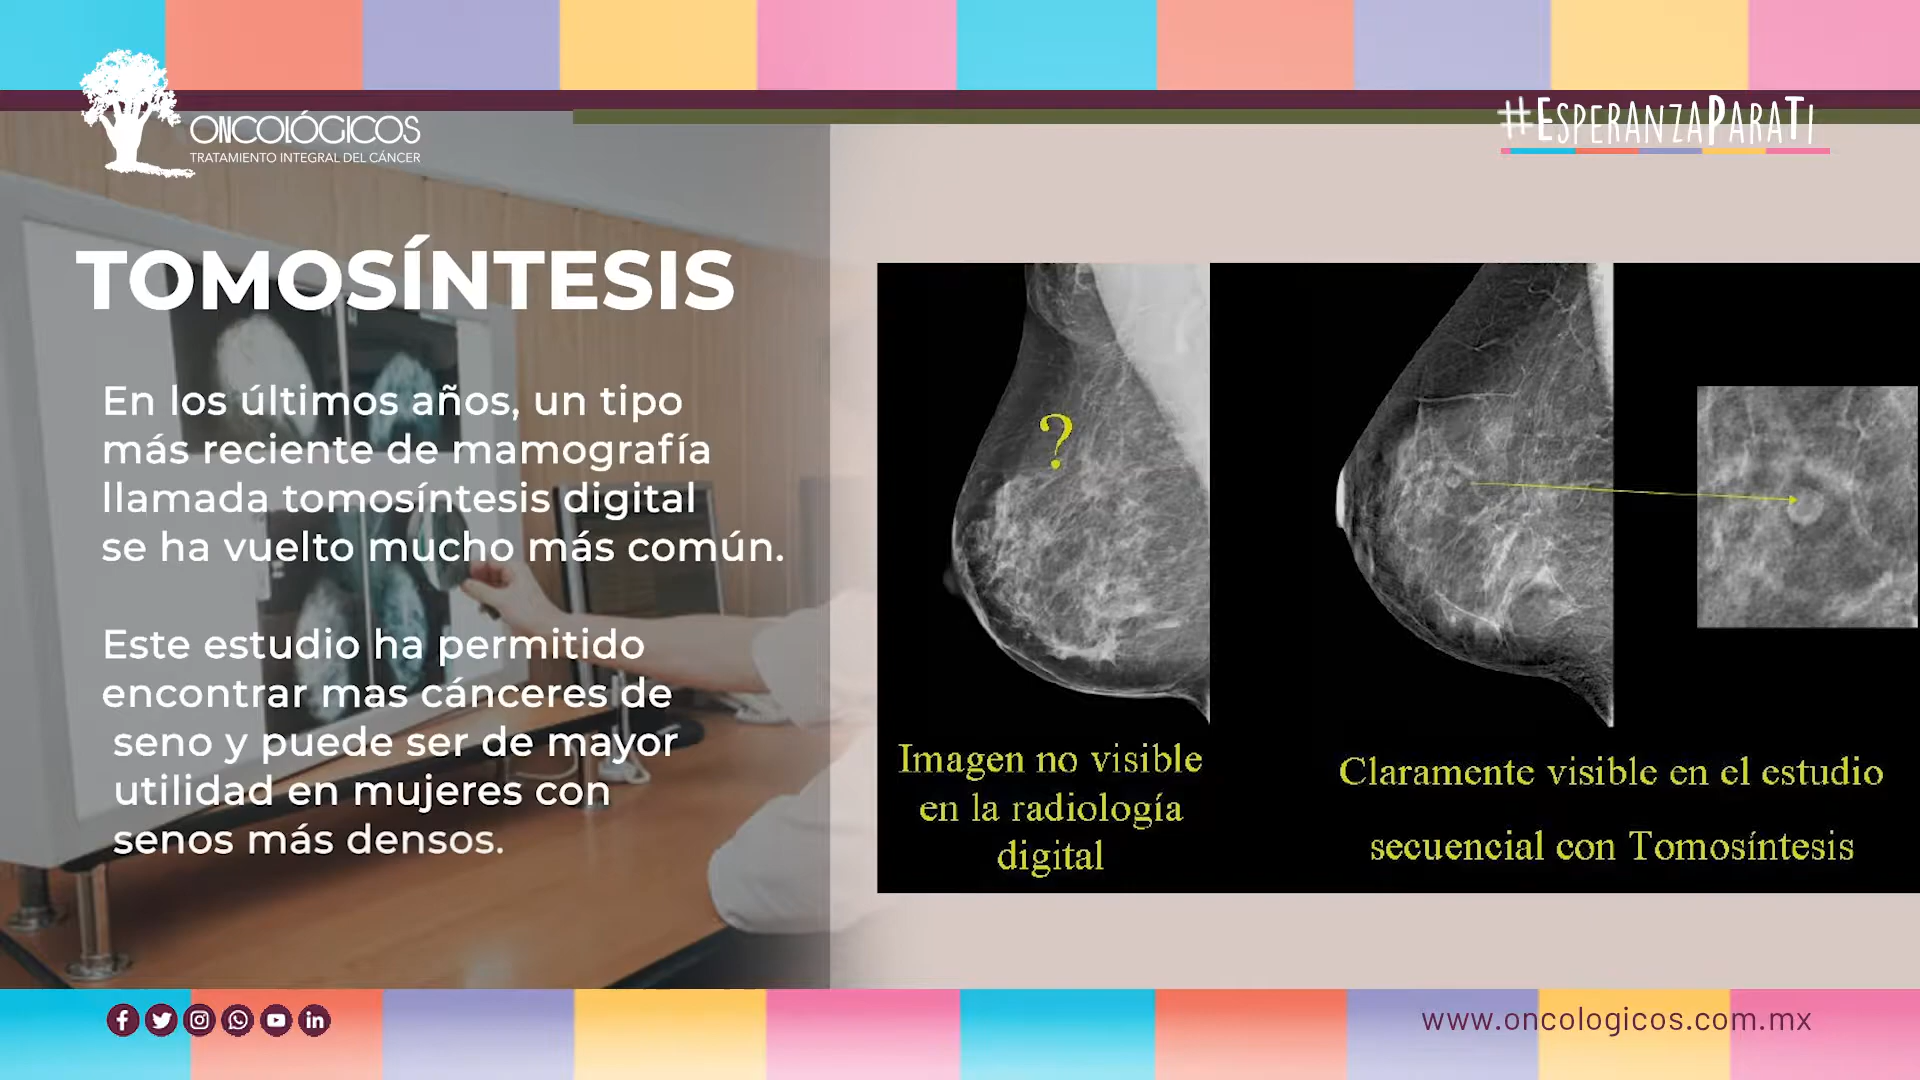 ONCOLÓGICOS
TRATAMIENTO INTEGRAL DEL CÁNCER
#ESPERANZAPARATI
TOMOSÍNTESIS
En los últimos años, un tipo
más reciente de mamografía
llamada tomosíntesis digital
se ha vuelto mucho más común.
Este estudio ha permitido
encontrar mas cánceres de
seno y puede ser de mayor
utilidad en mujeres con
senos más densos.
?
Imagen no visible
en la radiología
digital
Claramente visible en el estudio
secuencial con Tomosíntesis
www.oncologicos.com.mx